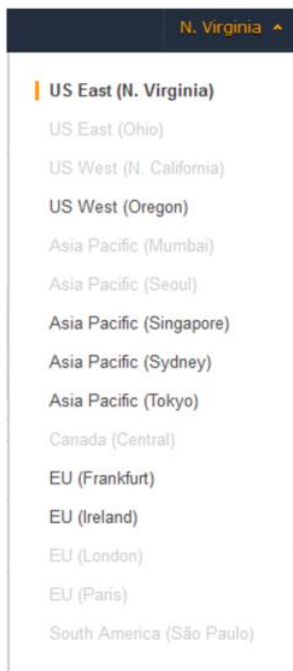 N. Virginia
US East (N. Virginia)
US East (Ohio)
US West (N. California)
US West (Oregon)
Asia Pacific (Mumbai)
Asia Pacific (Seoul)
Asia Pacific (Singapore)
Asia Pacific (Sydney)
Asia Pacific (Tokyo)
Canada (Central)
EU (Frankfurt)
EU (Ireland)
EU (London)
EU (Paris)
South America (São Paulo)